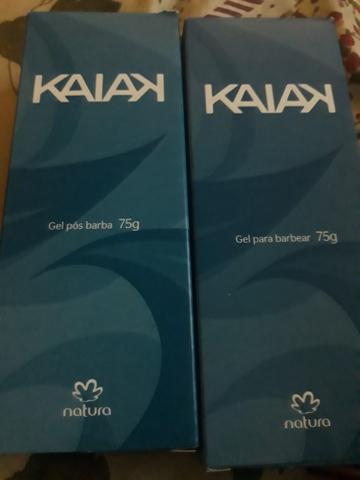 KAIAK
Gel pós barba 75g
natura
KAIAK
Gel para barbear 75g
natura